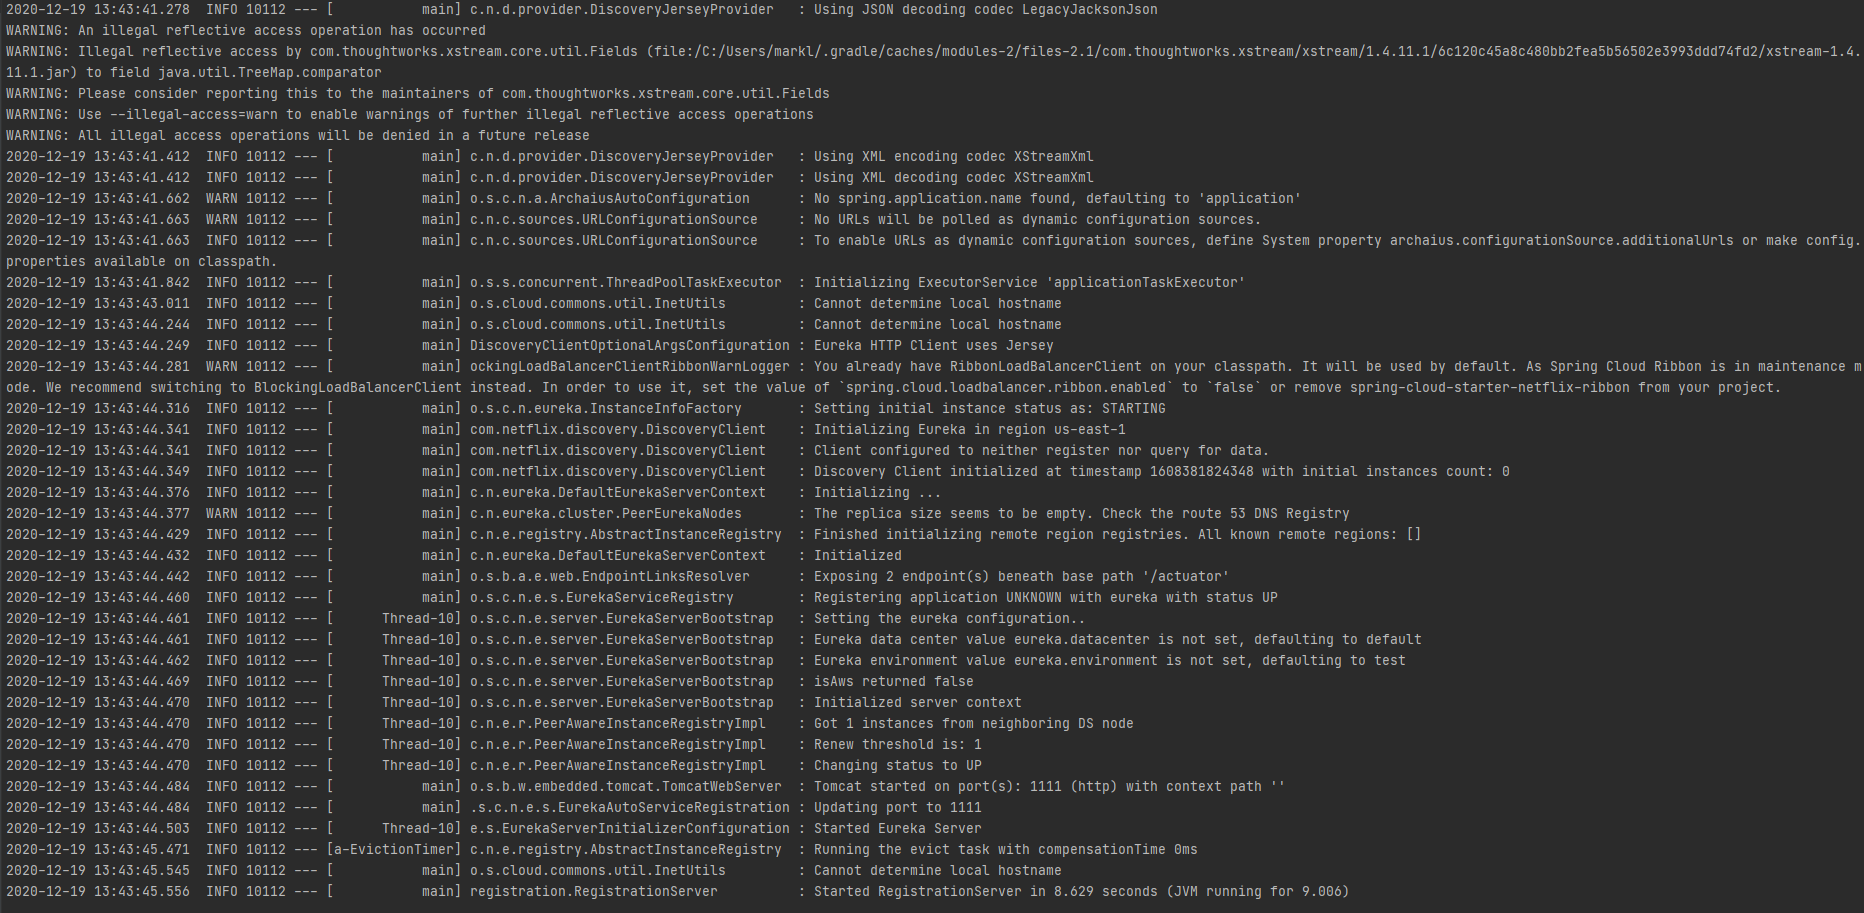 2020-12-19 13:43:41.278  INFO 10112 --- [           main] c.n.d.provider.DiscoveryJerseyProvider   : Using JSON decoding codec LegacyJacksonJson
WARNING: An illegal reflective access operation has occurred
WARNING: Illegal reflective access by com.thoughtworks.xstream.core.util.Fields (file:/C:/Users/markl/.gradle/caches/modules-2/files-2.1/com.thoughtworks.xstream/xstream/1.4.11.1/6c120c45a8c480bb2fea5b56502e3993ddd74fd2/xstream-1.4.
11.1.jar) to field java.util.TreeMap.comparator
WARNING: Please consider reporting this to the maintainers of com.thoughtworks.xstream.core.util.Fields
WARNING: Use --illegal-access=warn to enable warnings of further illegal reflective access operations
WARNING: All illegal access operations will be denied in a future release
2020-12-19 13:43:41.412  INFO 10112 --- [           main] c.n.d.provider.DiscoveryJerseyProvider   : Using XML encoding codec XStreamXml
2020-12-19 13:43:41.412  INFO 10112 --- [           main] c.n.d.provider.DiscoveryJerseyProvider   : Using XML decoding codec XStreamXml
2020-12-19 13:43:41.662  WARN 10112 --- [           main] o.s.c.n.a.ArchaiusAutoConfiguration      : No spring.application.name found, defaulting to 'application'
2020-12-19 13:43:41.663  WARN 10112 --- [           main] c.n.c.sources.URLConfigurationSource     : No URLs will be polled as dynamic configuration sources.
2020-12-19 13:43:41.663  INFO 10112 --- [           main] c.n.c.sources.URLConfigurationSource     : To enable URLs as dynamic configuration sources, define System property archaius.configurationSource.additionalUrls or make config.
properties available on classpath.
2020-12-19 13:43:41.842  INFO 10112 --- [           main] o.s.s.concurrent.ThreadPoolTaskExecutor  : Initializing ExecutorService 'applicationTaskExecutor'
2020-12-19 13:43:43.011  INFO 10112 --- [           main] o.s.cloud.commons.util.InetUtils         : Cannot determine local hostname
2020-12-19 13:43:44.244  INFO 10112 --- [           main] o.s.cloud.commons.util.InetUtils         : Cannot determine local hostname
2020-12-19 13:43:44.249  INFO 10112 --- [           main] DiscoveryClientOptionalArgsConfiguration : Eureka HTTP Client uses Jersey
2020-12-19 13:43:44.281  WARN 10112 --- [           main] ockingLoadBalancerClientRibbonWarnLogger : You already have RibbonLoadBalancerClient on your classpath. It will be used by default. As Spring Cloud Ribbon is in maintenance m
ode. We recommend switching to BlockingLoadBalancerClient instead. In order to use it, set the value of `spring.cloud.loadbalancer.ribbon.enabled` to `false` or remove spring-cloud-starter-netflix-ribbon from your project.
2020-12-19 13:43:44.316  INFO 10112 --- [           main] o.s.c.n.eureka.InstanceInfoFactory       : Setting initial instance status as: STARTING
2020-12-19 13:43:44.341  INFO 10112 --- [           main] com.netflix.discovery.DiscoveryClient    : Initializing Eureka in region us-east-1
2020-12-19 13:43:44.341  INFO 10112 --- [           main] com.netflix.discovery.DiscoveryClient    : Client configured to neither register nor query for data.
2020-12-19 13:43:44.349  INFO 10112 --- [           main] com.netflix.discovery.DiscoveryClient    : Discovery Client initialized at timestamp 1608381824348 with initial instances count: 0
2020-12-19 13:43:44.376  INFO 10112 --- [           main] c.n.eureka.DefaultEurekaServerContext    : Initializing ...
2020-12-19 13:43:44.377  WARN 10112 --- [           main] c.n.eureka.cluster.PeerEurekaNodes       : The replica size seems to be empty. Check the route 53 DNS Registry
2020-12-19 13:43:44.429  INFO 10112 --- [           main] c.n.e.registry.AbstractInstanceRegistry  : Finished initializing remote region registries. All known remote regions: []
2020-12-19 13:43:44.432  INFO 10112 --- [           main] c.n.eureka.DefaultEurekaServerContext    : Initialized
2020-12-19 13:43:44.442  INFO 10112 --- [           main] o.s.b.a.e.web.EndpointLinksResolver      : Exposing 2 endpoint(s) beneath base path '/actuator'
2020-12-19 13:43:44.460  INFO 10112 --- [           main] o.s.c.n.e.s.EurekaServiceRegistry        : Registering application UNKNOWN with eureka with status UP
2020-12-19 13:43:44.461  INFO 10112 --- [      Thread-10] o.s.c.n.e.server.EurekaServerBootstrap   : Setting the eureka configuration..
2020-12-19 13:43:44.461  INFO 10112 --- [      Thread-10] o.s.c.n.e.server.EurekaServerBootstrap   : Eureka data center value eureka.datacenter is not set, defaulting to default
2020-12-19 13:43:44.462  INFO 10112 --- [      Thread-10] o.s.c.n.e.server.EurekaServerBootstrap   : Eureka environment value eureka.environment is not set, defaulting to test
2020-12-19 13:43:44.469  INFO 10112 --- [      Thread-10] o.s.c.n.e.server.EurekaServerBootstrap   : isAws returned false
2020-12-19 13:43:44.470  INFO 10112 --- [      Thread-10] o.s.c.n.e.server.EurekaServerBootstrap   : Initialized server context
2020-12-19 13:43:44.470  INFO 10112 --- [      Thread-10] c.n.e.r.PeerAwareInstanceRegistryImpl    : Got 1 instances from neighboring DS node
2020-12-19 13:43:44.470  INFO 10112 --- [      Thread-10] c.n.e.r.PeerAwareInstanceRegistryImpl    : Renew threshold is: 1
2020-12-19 13:43:44.470  INFO 10112 --- [      Thread-10] c.n.e.r.PeerAwareInstanceRegistryImpl    : Changing status to UP
2020-12-19 13:43:44.484  INFO 10112 --- [           main] o.s.b.w.embedded.tomcat.TomcatWebServer  : Tomcat started on port(s): 1111 (http) with context path ''
2020-12-19 13:43:44.484  INFO 10112 --- [           main] .s.c.n.e.s.EurekaAutoServiceRegistration : Updating port to 1111
2020-12-19 13:43:44.503  INFO 10112 --- [      Thread-10] e.s.EurekaServerInitializerConfiguration : Started Eureka Server
2020-12-19 13:43:45.471  INFO 10112 --- [a-EvictionTimer] c.n.e.registry.AbstractInstanceRegistry  : Running the evict task with compensationTime 0ms
2020-12-19 13:43:45.545  INFO 10112 --- [           main] o.s.cloud.commons.util.InetUtils         : Cannot determine local hostname
2020-12-19 13:43:45.556  INFO 10112 --- [           main] registration.RegistrationServer          : Started RegistrationServer in 8.629 seconds (JVM running for 9.006)